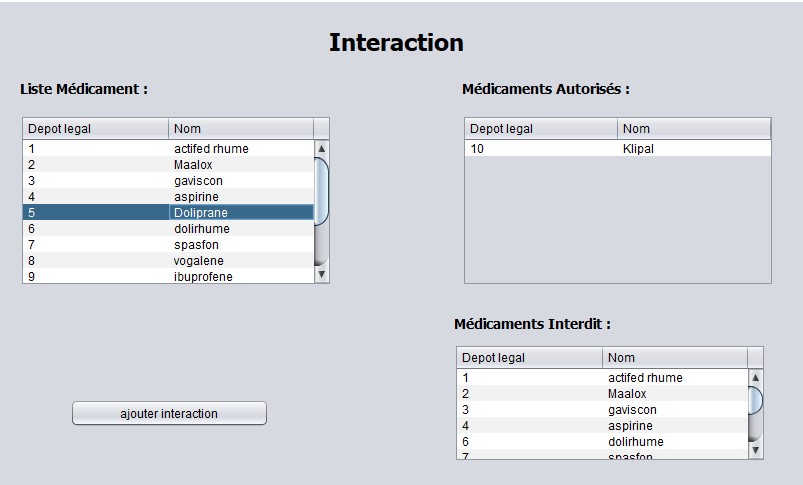 Interaction
Liste Médicament :
Depot legal Nom
1 actifed rhume
2 Maalox
3 gaviscon
4 aspirine
5 Doliprane
6 dolirhume
7 spasfon
8 vogalene
9 ibuprofene
ajouter interaction
Médicaments Autorisés :
Depot legal Nom
10 Klipal
Médicaments Interdit :
Depot legal Nom
1 actifed rhume
2 Maalox
3 gaviscon
4 aspirine
6 dolirhume
7 spasfon